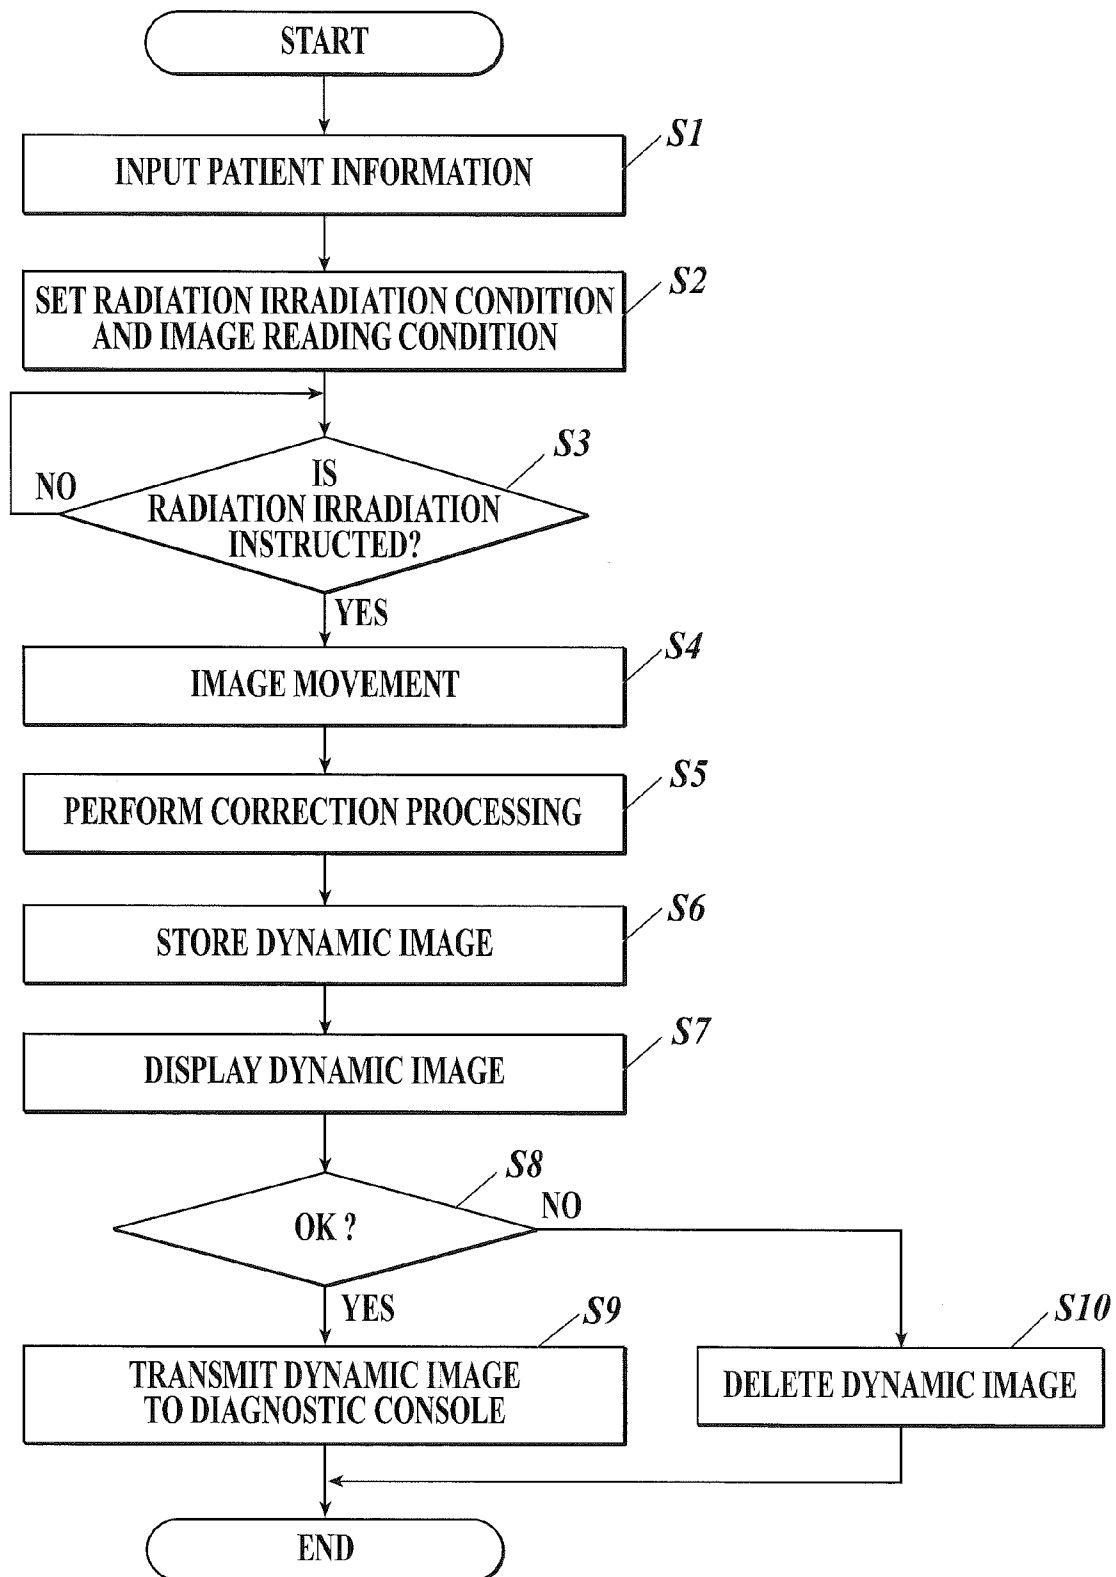 START
S1
INPUT PATIENT INFORMATION
S2
SET RADIATION IRRADIATION CONDITION
AND IMAGE READING CONDITION
S3
NO
IS
RADIATION IRRADIATION
INSTRUCTED?
YES
S4
IMAGE MOVEMENT
S5
PERFORM CORRECTION PROCESSING
S6
STORE DYNAMIC IMAGE
S7
DISPLAY DYNAMIC IMAGE
S8
NO
OK ?
YES
S9
S10
TRANSMIT DYNAMIC IMAGE
TO DIAGNOSTIC CONSOLE
DELETE DYNAMIC IMAGE
END